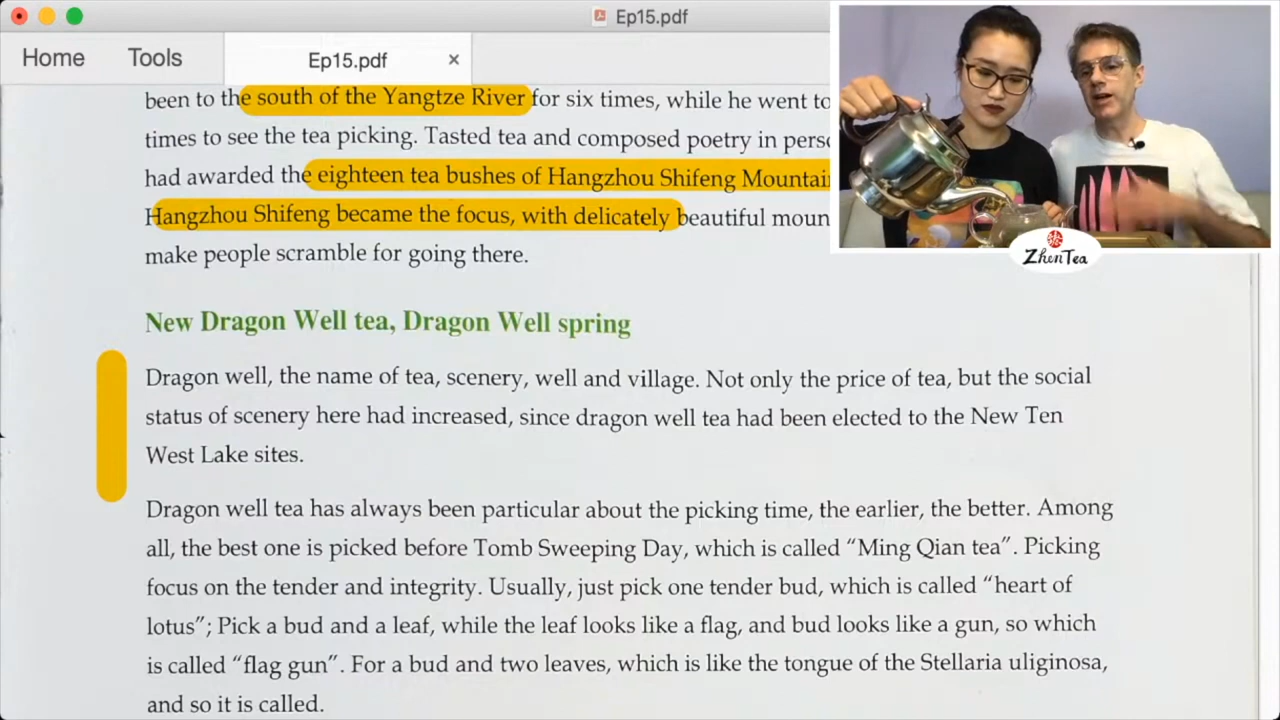 Ep15.pdf
Home Tools Ep15.pdf ×
been to the south of the Yangtze River for six times, while he went to
times to see the tea picking. Tasted tea and composed poetry in pers
had awarded the eighteen tea bushes of Hangzhou Shifeng Mountai
Hangzhou Shifeng became the focus, with delicately beautiful moun
make people scramble for going there.
ZhenTea
New Dragon Well tea, Dragon Well spring
Dragon well, the name of tea, scenery, well and village. Not only the price of tea, but the social
status of scenery here had increased, since dragon well tea had been elected to the New Ten
West Lake sites.
Dragon well tea has always been particular about the picking time, the earlier, the better. Among
all, the best one is picked before Tomb Sweeping Day, which is called “Ming Qian tea”. Picking
focus on the tender and integrity. Usually, just pick one tender bud, which is called “heart of
lotus”; Pick a bud and a leaf, while the leaf looks like a flag, and bud looks like a gun, so which
is called “flag gun”. For a bud and two leaves, which is like the tongue of the Stellaria uliginosa,
and so it is called.